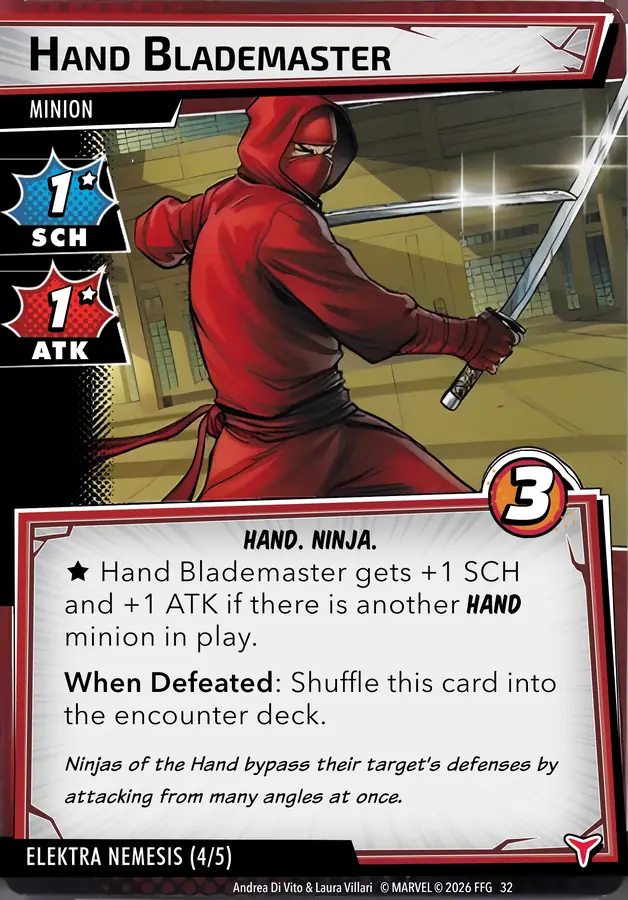 HAND BLADEMASTER
MINION
1★
SCH
1★
ATK
3
HAND. NINJA.
★ Hand Blademaster gets +1 SCH
and +1 ATK if there is another HAND
minion in play.
When Defeated: Shuffle this card into
the encounter deck.
Ninjas of the Hand bypass their target's defenses by
attacking from many angles at once.
ELEKTRA NEMESIS (4/5)
Andrea Di Vito & Laura Villari © MARVEL © 2026 FFG 32